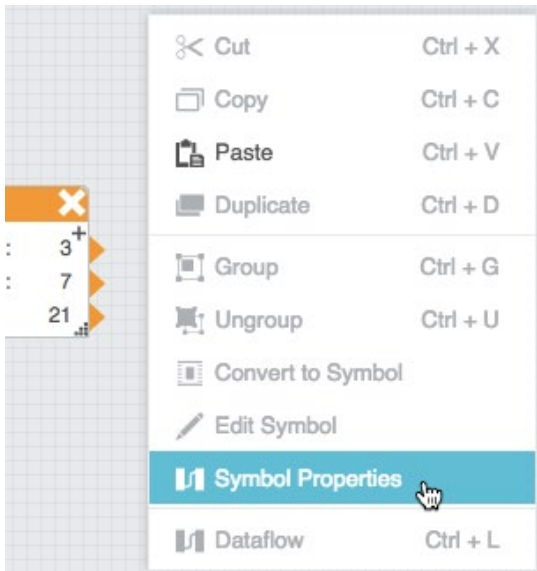 Cut Ctrl + X
Copy Ctrl + C
Paste Ctrl + V
Duplicate Ctrl + D
: 3
: 7
21
Group Ctrl + G
Ungroup Ctrl + U
Convert to Symbol
Edit Symbol
Symbol Properties
Dataflow Ctrl + L